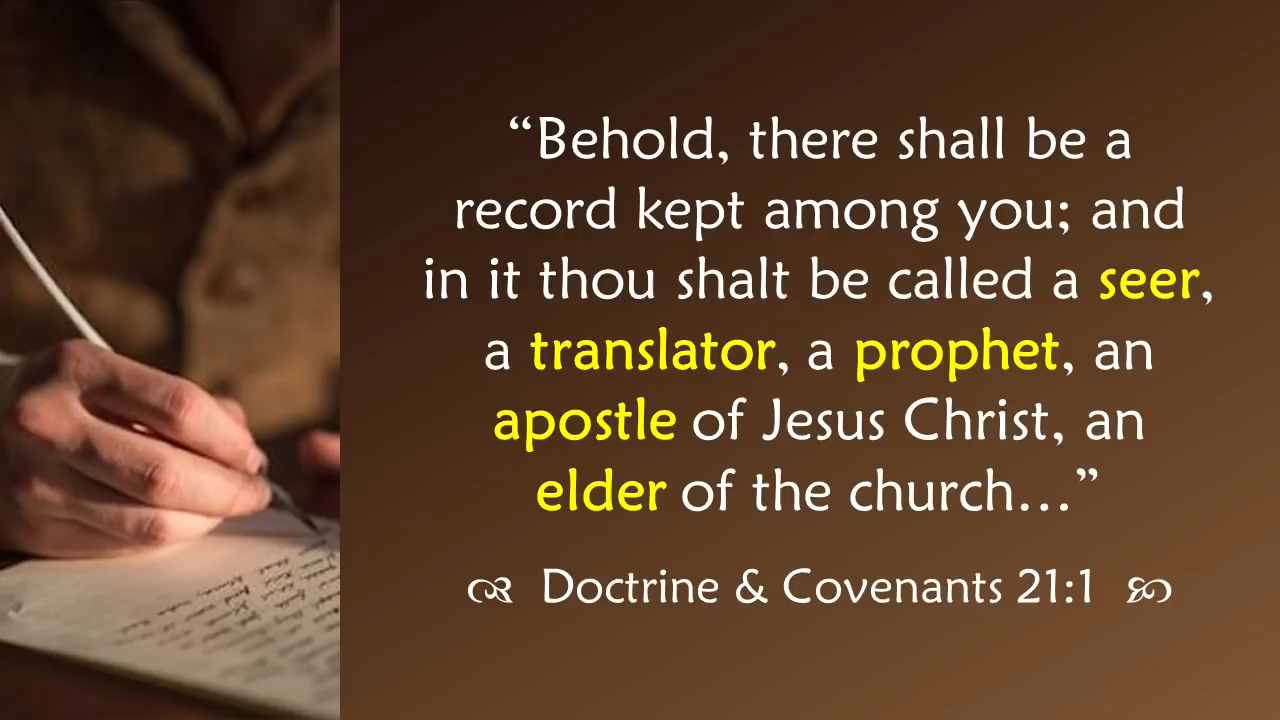 “Behold, there shall be a
record kept among you; and
in it thou shalt be called a seer,
a translator, a prophet, an
apostle of Jesus Christ, an
elder of the church…”
Doctrine & Covenants 21:1